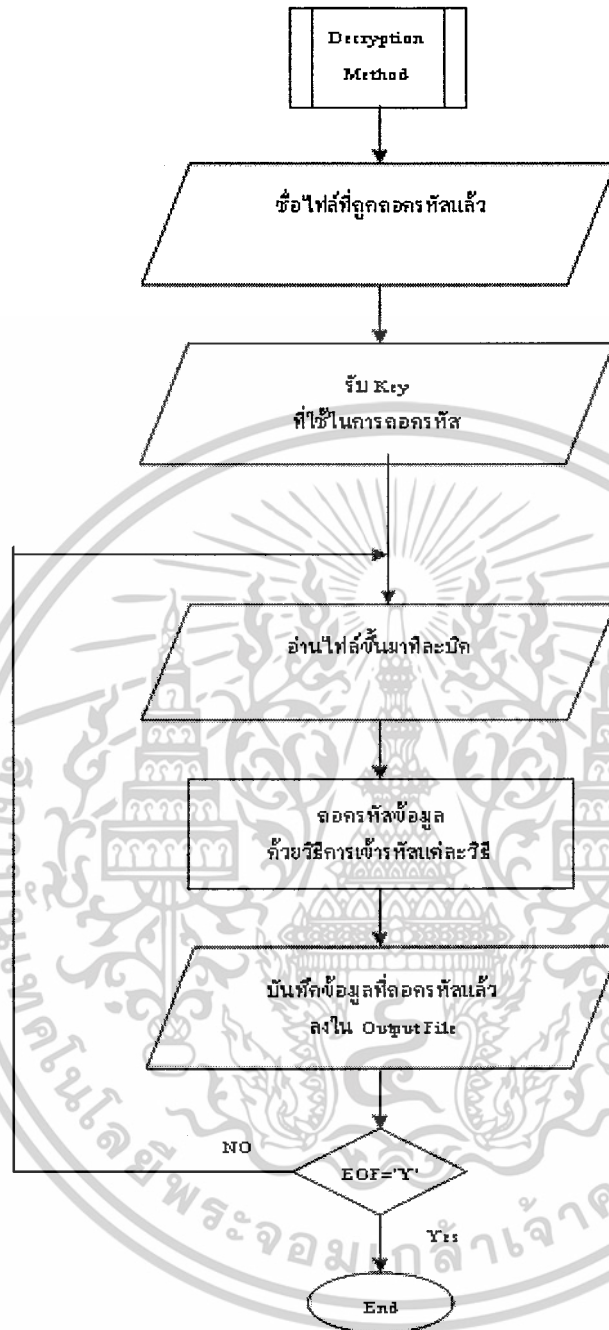 Decryption
Method
ชื่อไฟล์ที่ถูกถอดรหัสแล้ว
รับ Key
ที่ใช้ในการถอดรหัส
อ่านไฟล์ขึ้นมาทีละบิต
ถอดรหัสข้อมูล
ด้วยวิธีการเข้ารหัสแต่ละวิธี
บันทึกข้อมูลที่ถอดรหัสแล้ว
ลงใน Output File
NO
EOF='Y'
Yes
End